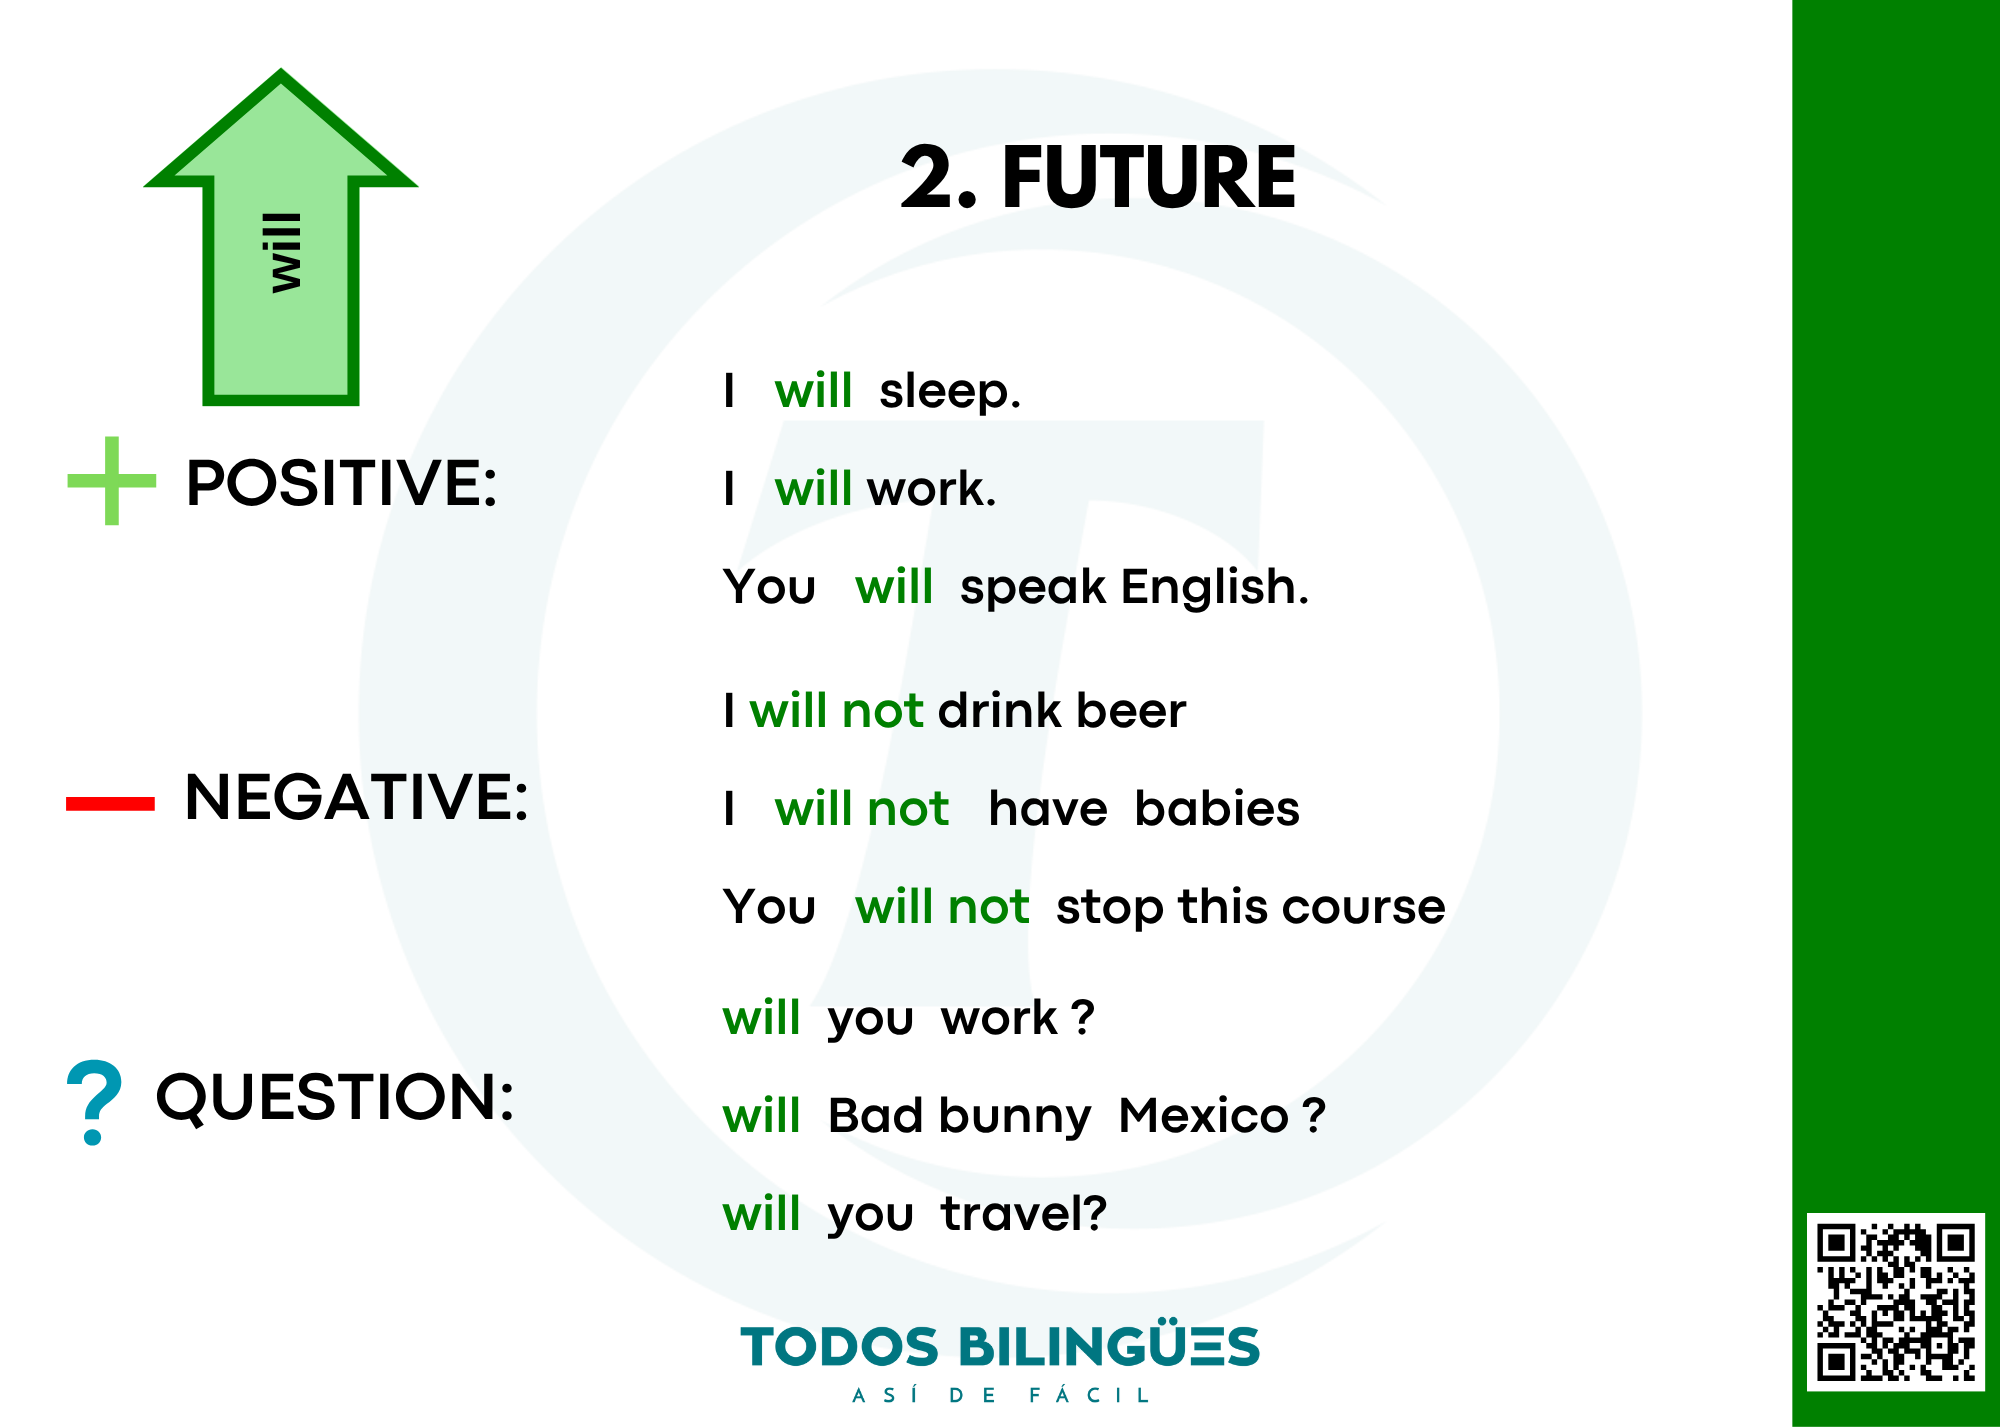 will
2. FUTURE
POSITIVE:
I will sleep.
I will work.
You will speak English.
NEGATIVE:
I will not drink beer
I will not have babies
You will not stop this course
? QUESTION:
will you work ?
will Bad bunny Mexico ?
will you travel?
TODOS BILINGÜES
ASÍ DE FÁCIL